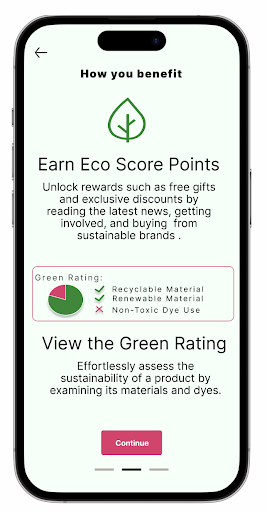 How you benefit
Earn Eco Score Points
Unlock rewards such as free gifts
and exclusive discounts by
reading the latest news, getting
involved, and buying from
sustainable brands .
Green Rating:
Recyclable Material
Renewable Material
Non-Toxic Dye Use
View the Green Rating
Effortlessly assess the
sustainability of a product by
examining its materials and dyes.
Continue